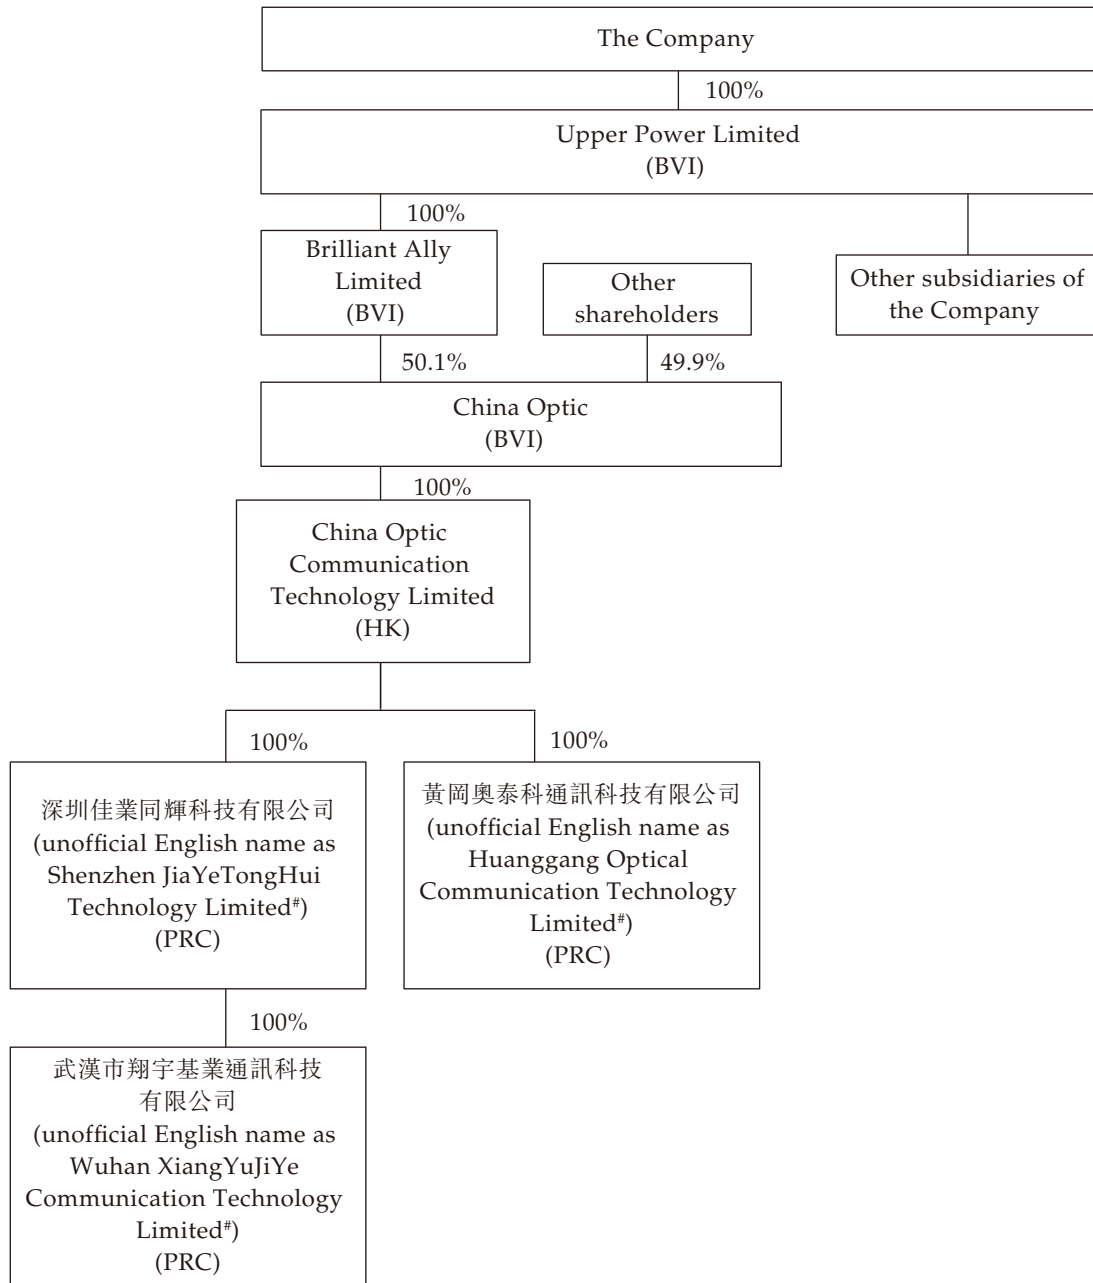 The Company
100%
Upper Power Limited
(BVI)
100%
Brilliant Ally
Limited
(BVI)
Other
shareholders
Other subsidiaries of
the Company
50.1%
49.9%
China Optic
(BVI)
100%
China Optic
Communication
Technology Limited
(HK)
100%
100%
深圳佳業同輝科技有限公司
(unofficial English name as
Shenzhen JiaYeTongHui
Technology Limited#)
(PRC)
黃岡奧泰科通訊科技有限公司
(unofficial English name as
Huanggang Optical
Communication Technology
Limited#)
(PRC)
100%
武漢市翔宇基業通訊科技
有限公司
(unofficial English name as
Wuhan XiangYuJiYe
Communication Technology
Limited#)
(PRC)